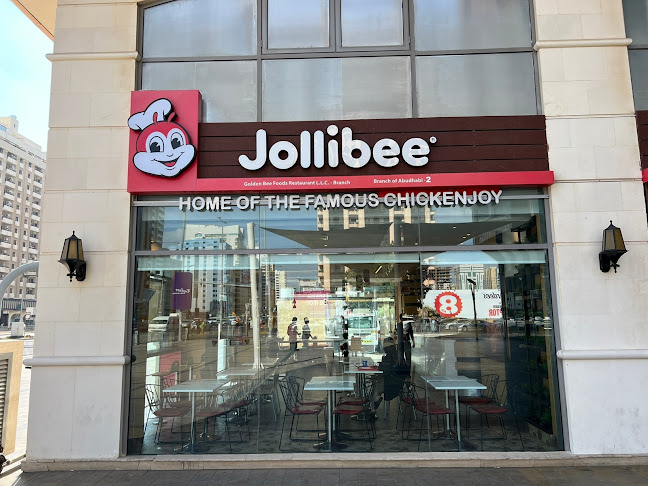 Jollibee®
Golden Bee Foods Restaurant L.L.C. - Branch Branch of Abudhabi - 2
HOME OF THE FAMOUS CHICKENJOY
8